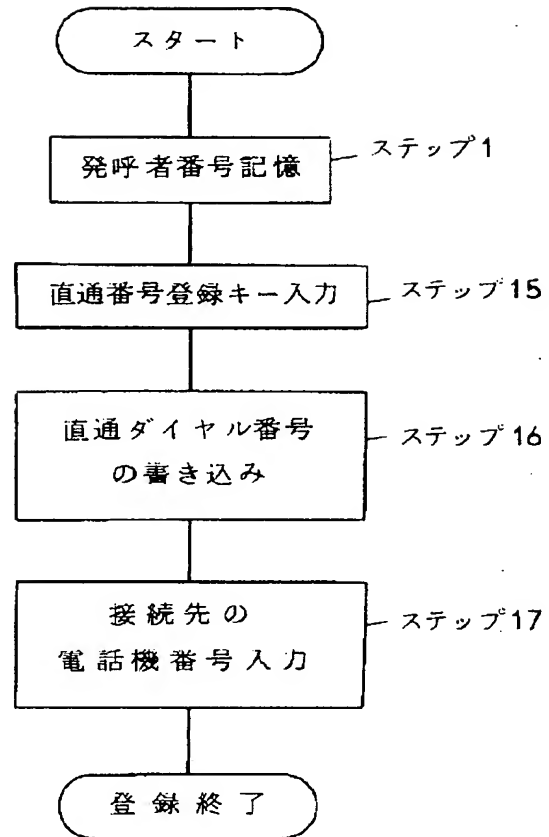 スタート
発呼者番号記憶
ステップ1
直通番号登録キー入力
ステップ15
直通ダイヤル番号
の書き込み
ステップ16
接続先の
電話機番号入力
ステップ17
登録終了